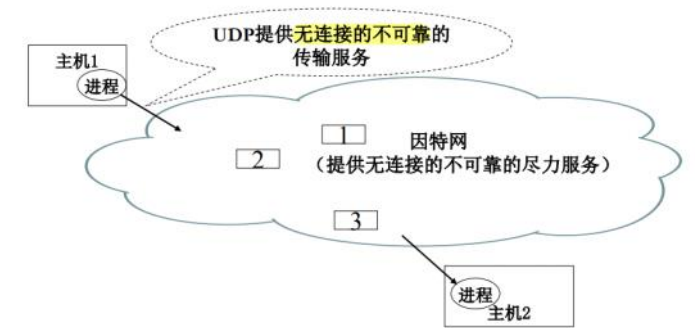 UDP提供无连接的不可靠的
传输服务
主机1
进程
1
2
因特网
（提供无连接的不可靠的尽力服务）
3
进程
主机2